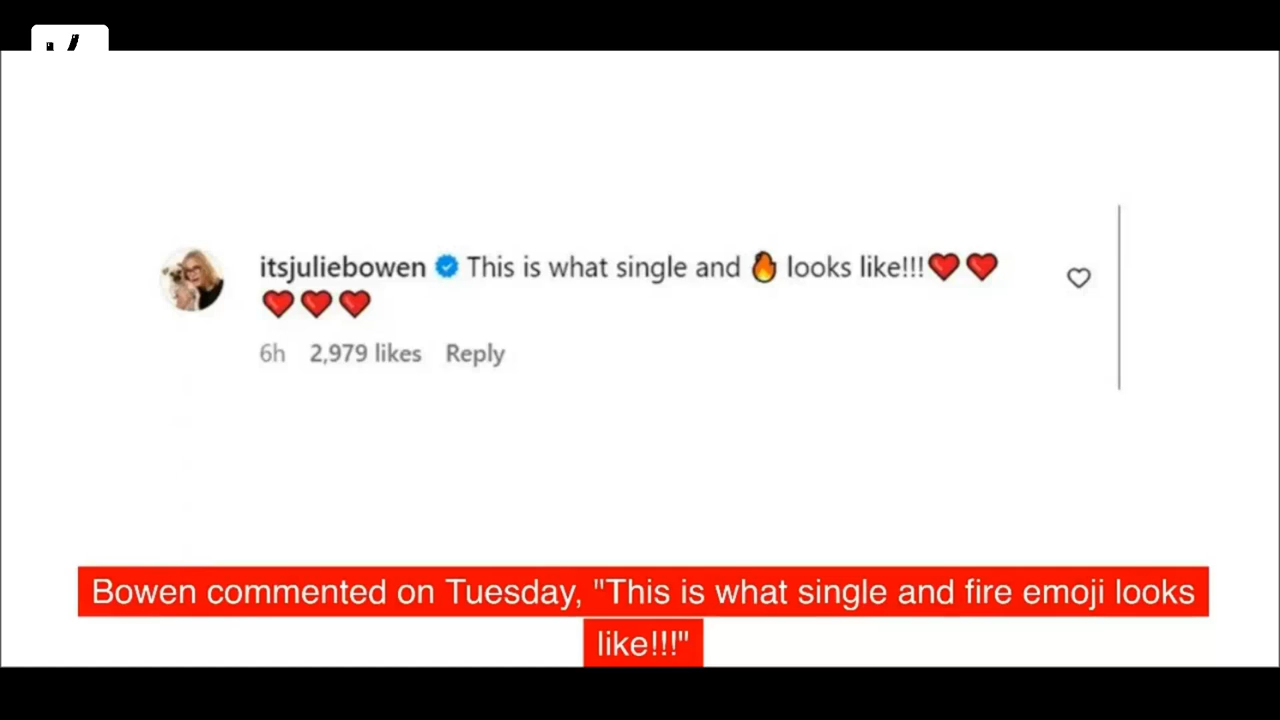 itsjuliebowen This is what single and 🔥 looks like!!!❤️❤️
❤️❤️❤️
6h 2,979 likes Reply
Bowen commented on Tuesday, "This is what single and fire emoji looks
like!!!"